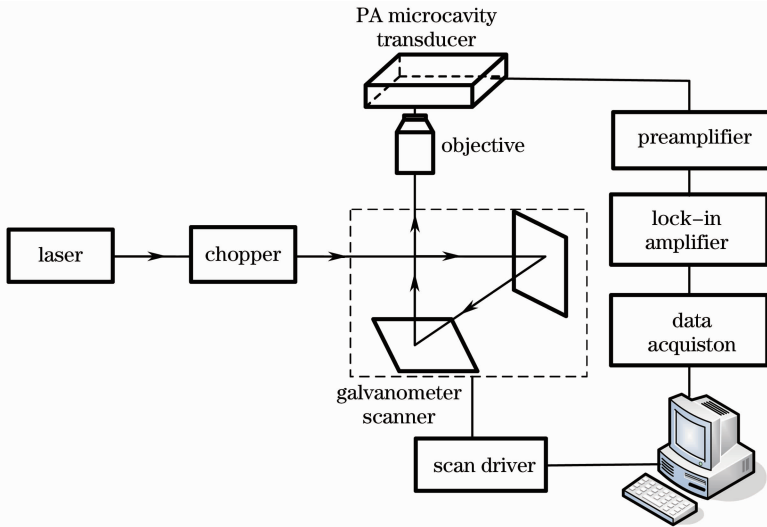 PA microcavity
transducer
objective
preamplifier
lock-in
amplifier
laser
chopper
data
acquiston
galvanometer
scanner
scan driver